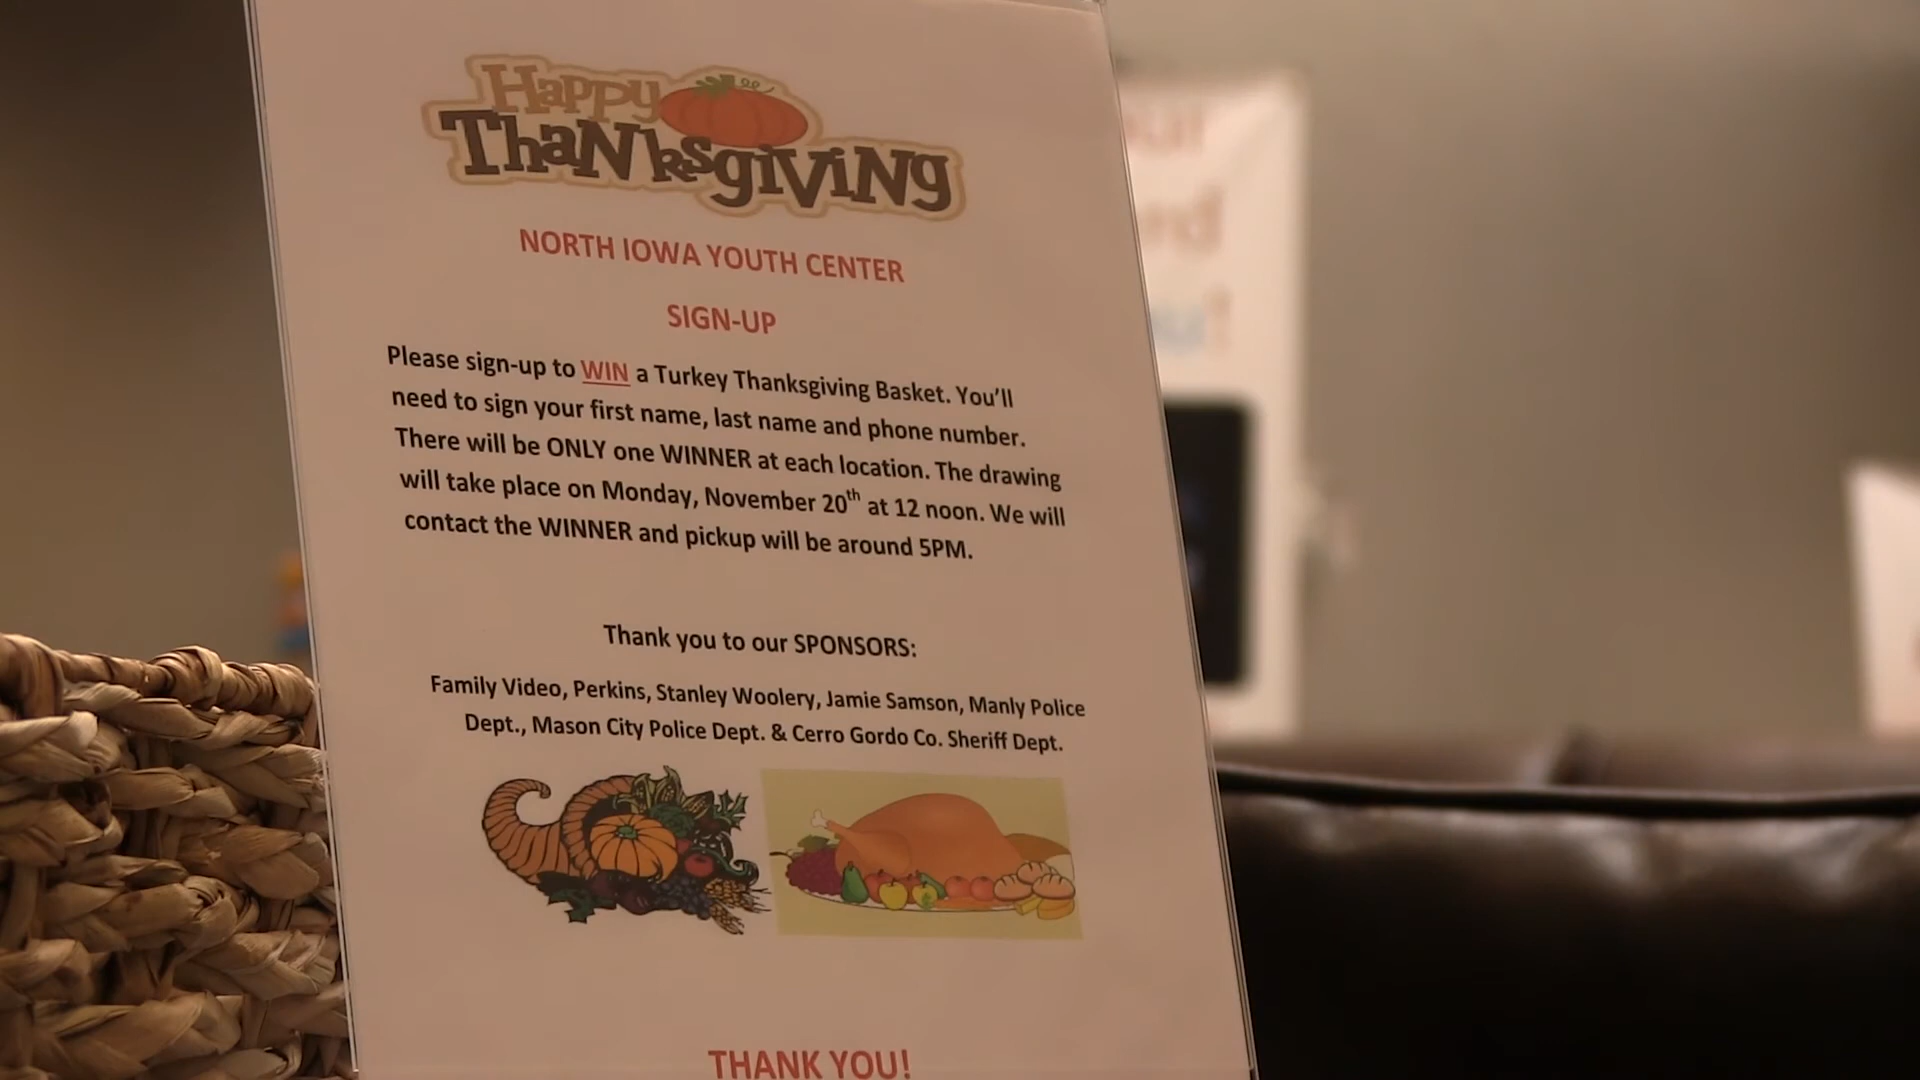 Happy
Thanksgiving
NORTH IOWA YOUTH CENTER
SIGN-UP
Please sign-up to WIN a Turkey Thanksgiving Basket. You'll
need to sign your first name, last name and phone number.
There will be ONLY one WINNER at each location. The drawing
will take place on Monday, November 20th at 12 noon. We will
contact the WINNER and pickup will be around 5PM.
Thank you to our SPONSORS:
Family Video, Perkins, Stanley Woolery, Jamie Samson, Manly Police
Dept., Mason City Police Dept. & Cerro Gordo Co. Sheriff Dept.
THANK YOU!